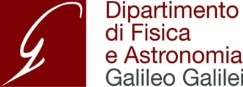 Dipartimento
di Fisica
e Astronomia
Galileo Galilei